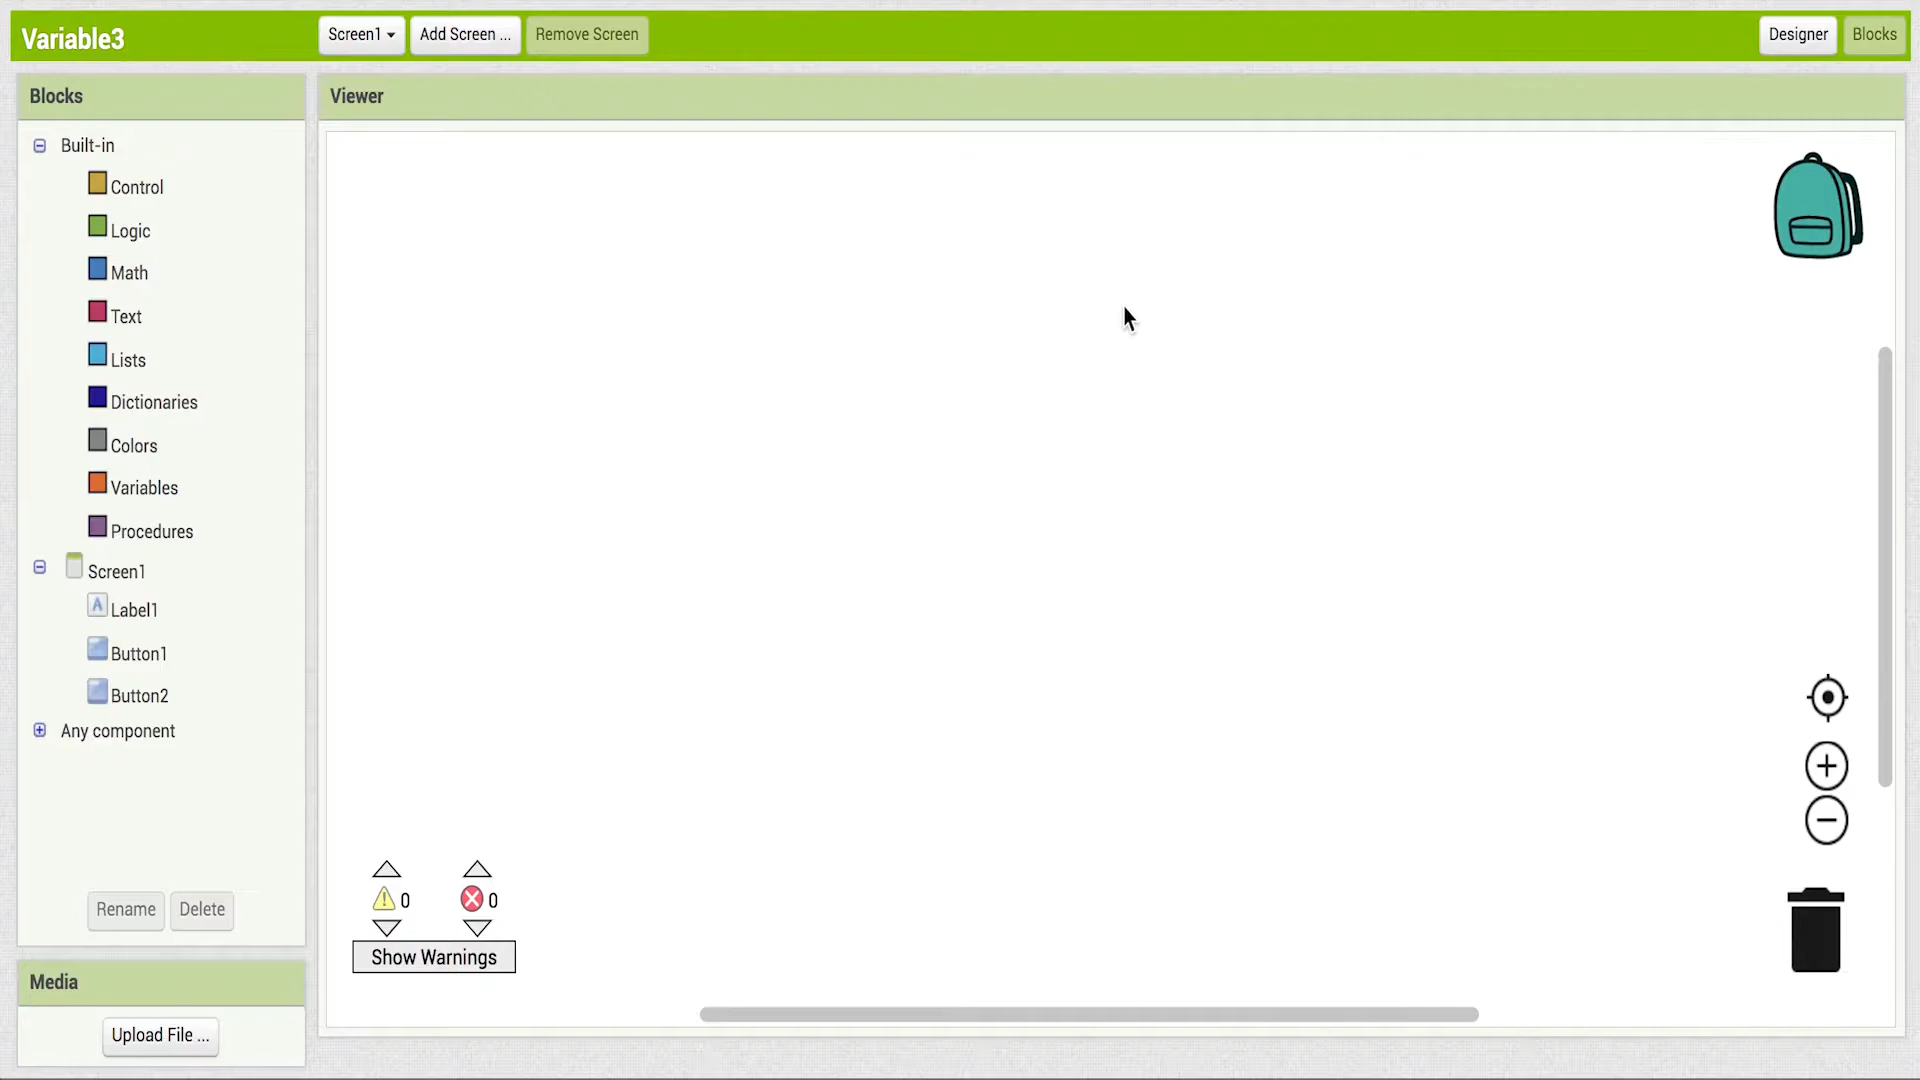 Variable3
Screen1
Add Screen ...
Remove Screen
Designer
Blocks
Blocks
Viewer
Built-in
Control
Logic
Math
Text
Lists
Dictionaries
Colors
Variables
Procedures
Screen1
A Label1
Button1
Button2
Any component
Rename
Delete
0
0
Show Warnings
Media
Upload File ...